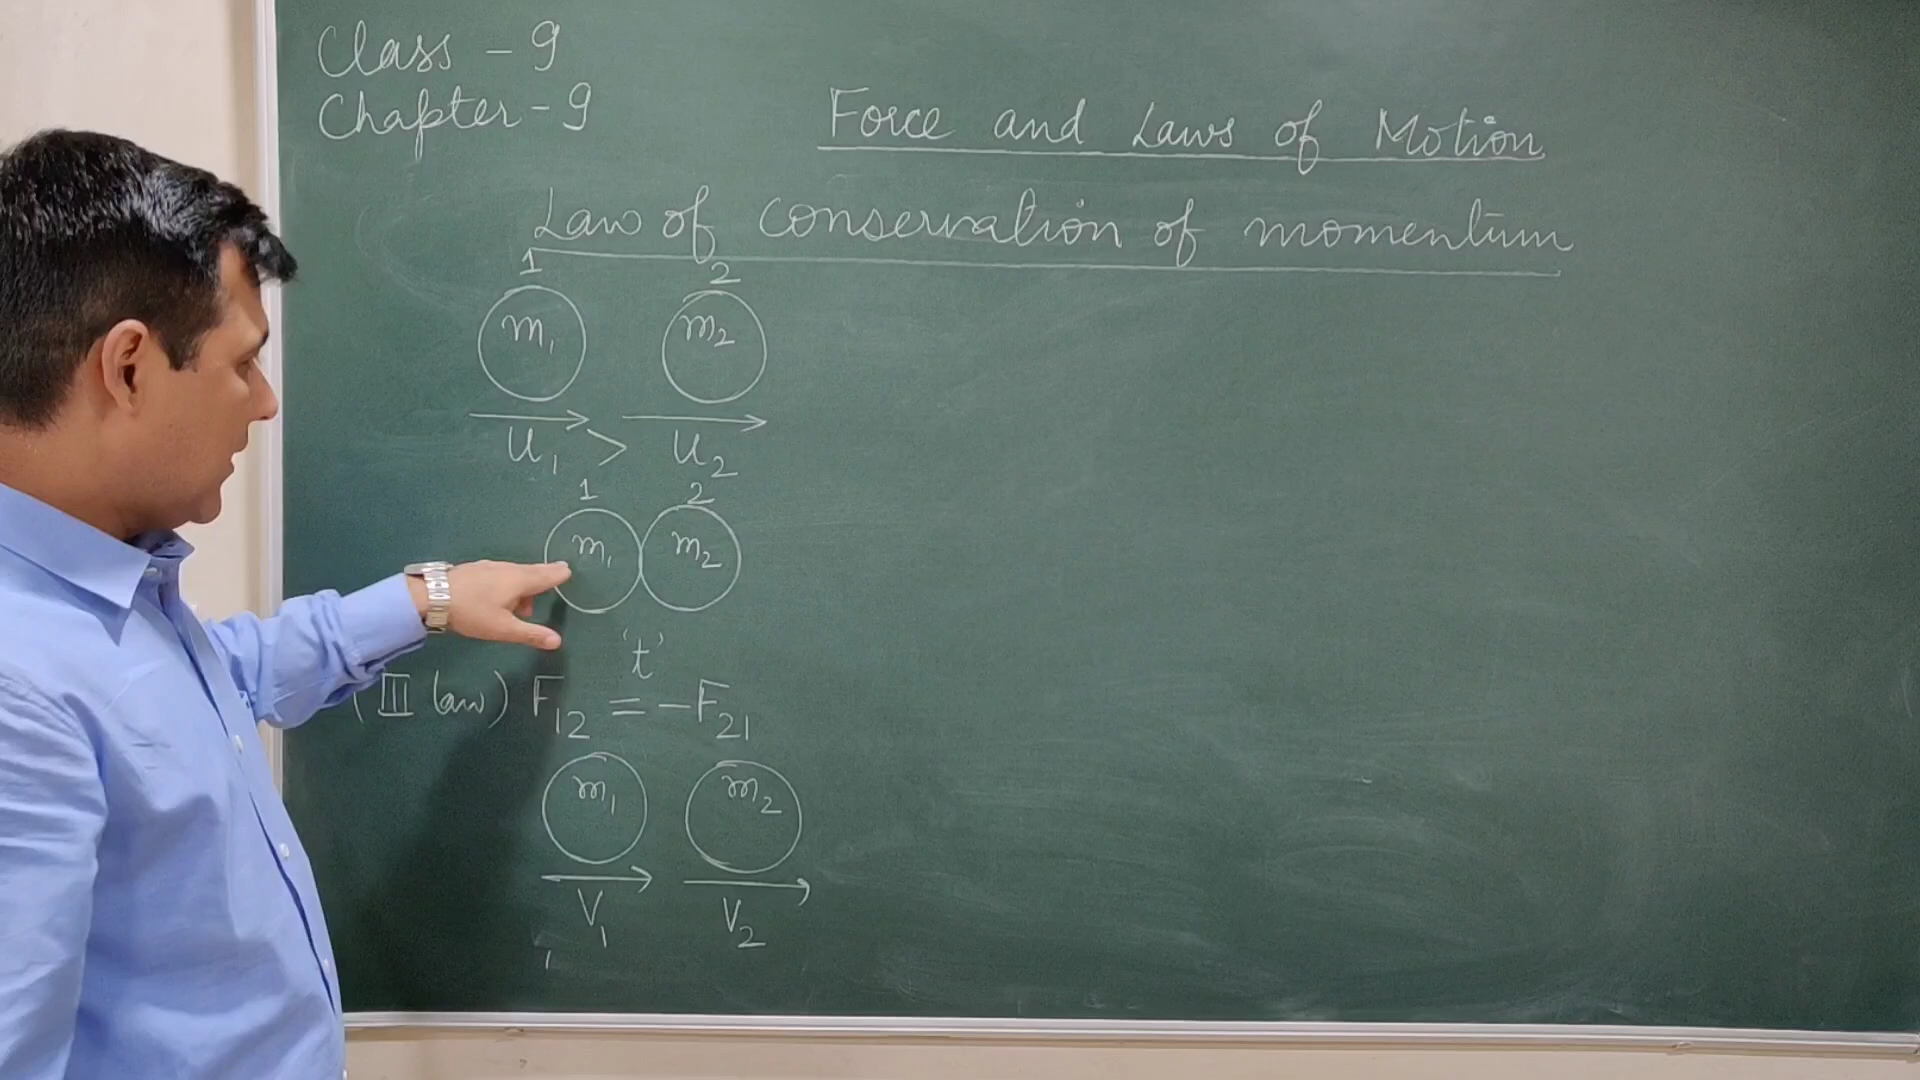 Class - 9
Chapter - 9
Force and Laws of Motion
Law of conservation of momentum
1 2
m₁ m₂
u₁ > u₂
1 2
m₁ m₂
't'
(III law) F₁₂ = -F₂₁
m₁ m₂
V₁ V₂